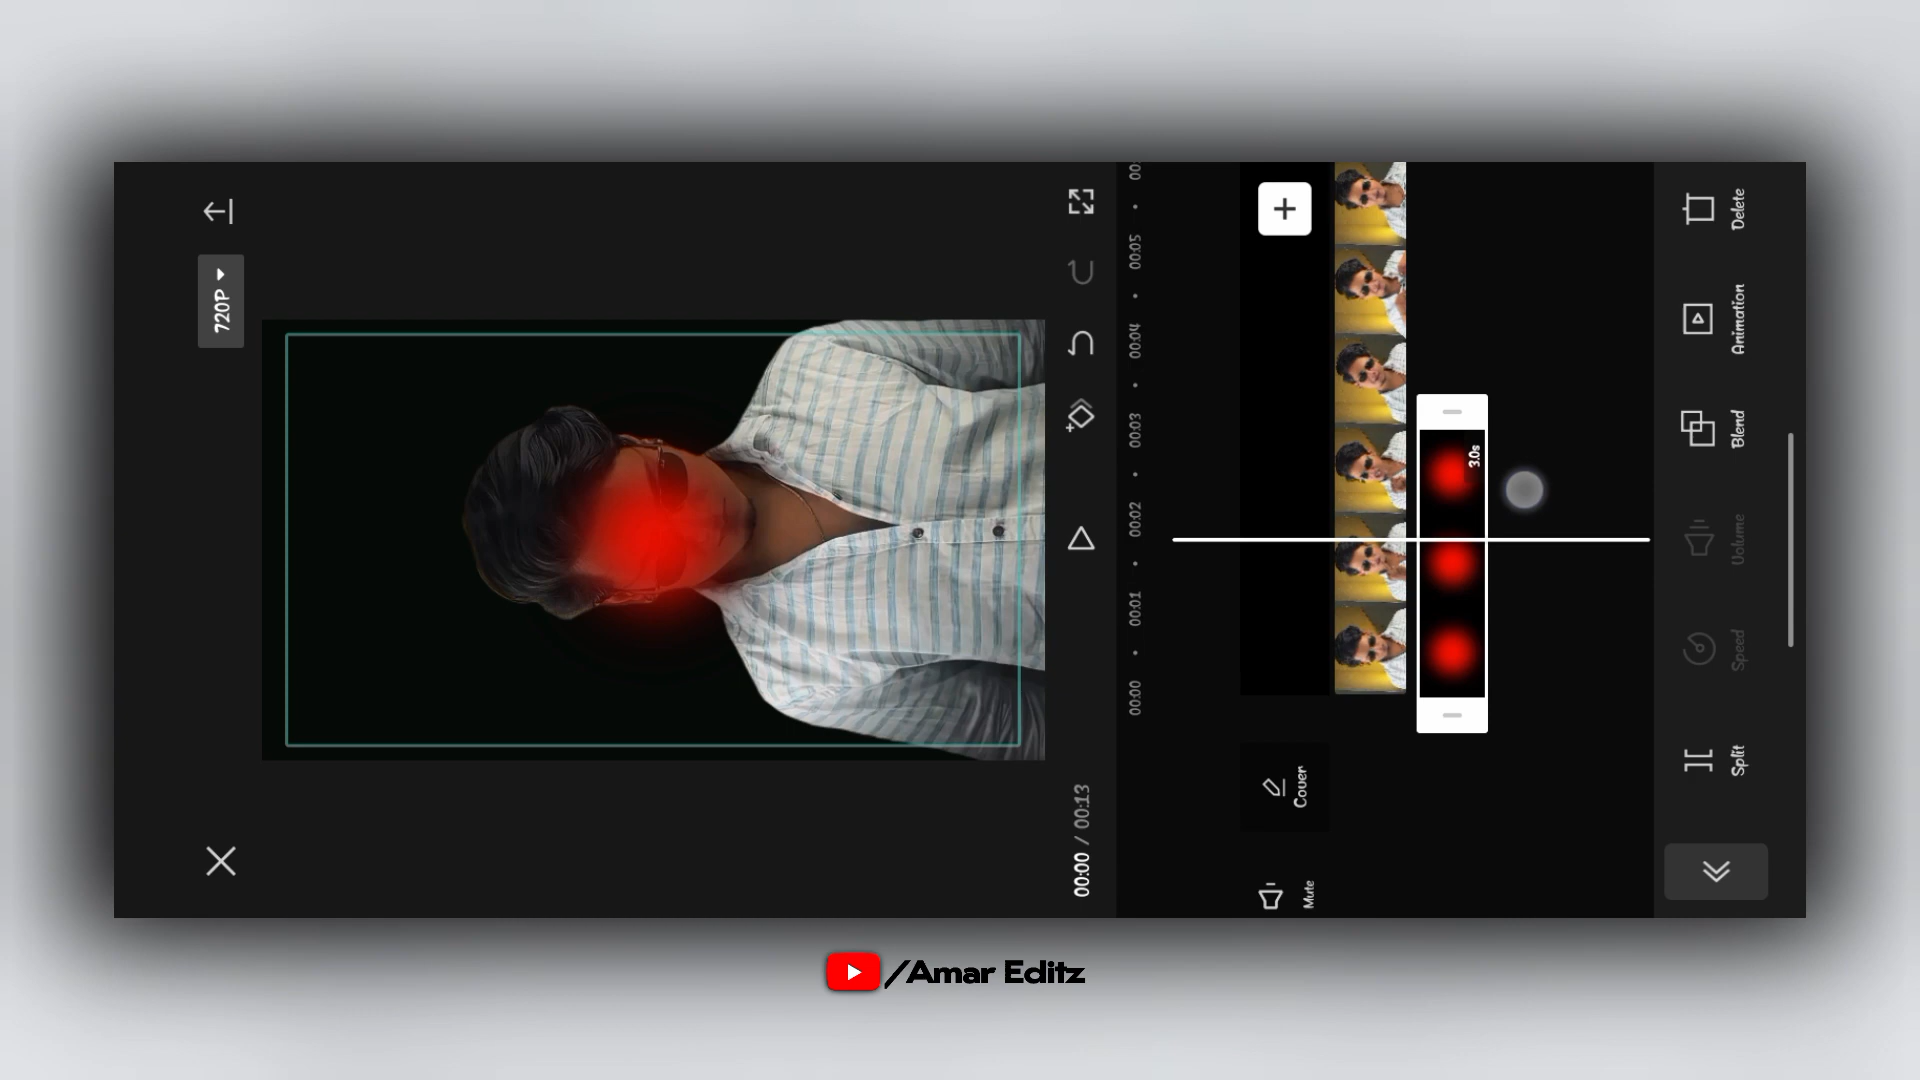 720P
00:00 / 00:13
00:00
00:01
00:02
00:03
00:04
00:05
00:
Mute
Cover
3.0s
Split
Speed
Volume
Blend
Animation
Delete
/Amar Editz